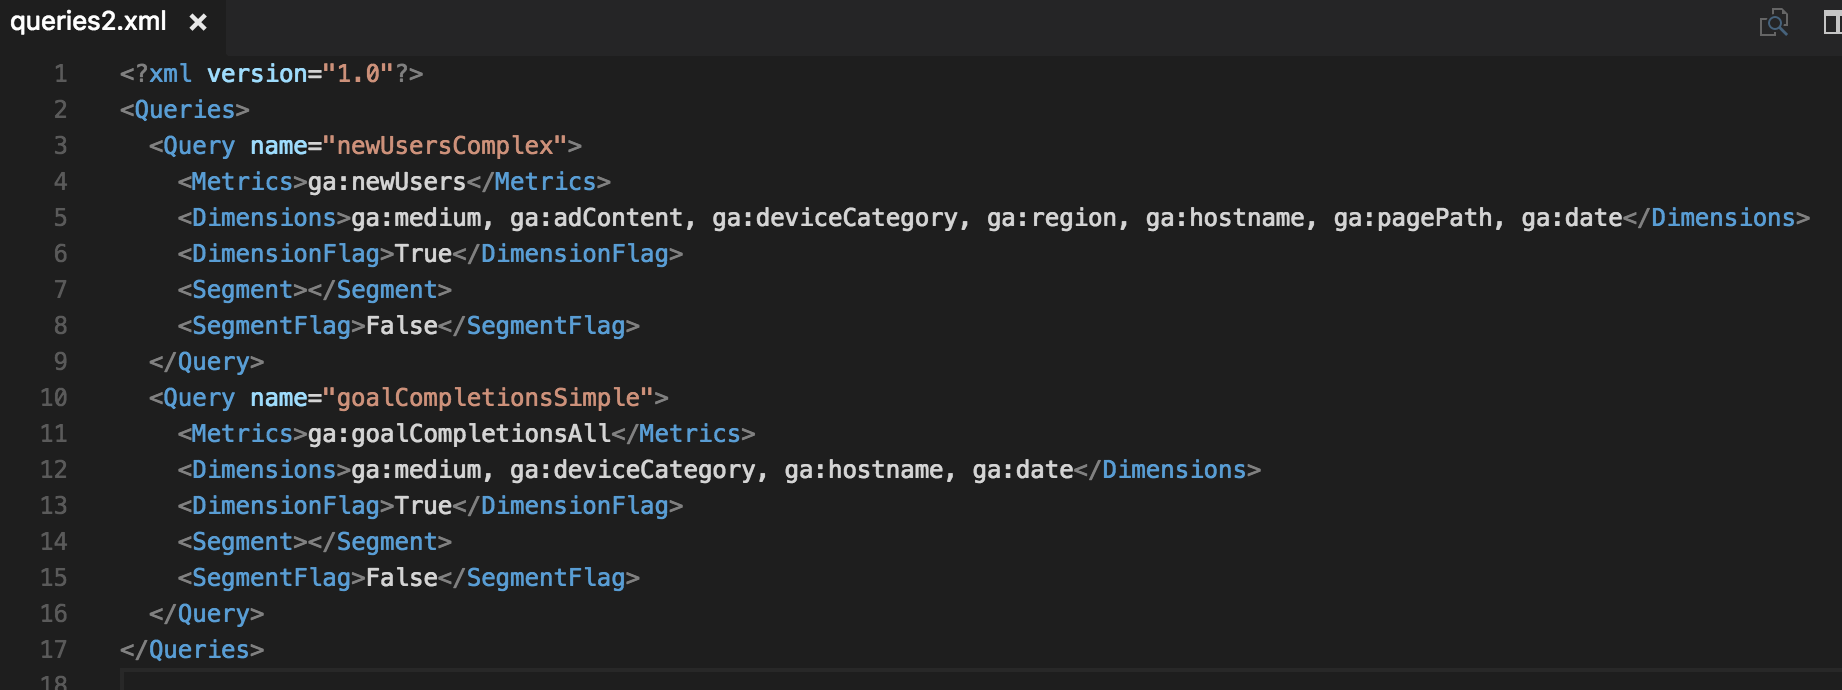 queries2.xml ×
1 <?xml version="1.0"?>
2 <Queries>
3   <Query name="newUsersComplex">
4     <Metrics>ga:newUsers</Metrics>
5     <Dimensions>ga:medium, ga:adContent, ga:deviceCategory, ga:region, ga:hostname, ga:pagePath, ga:date</Dimensions>
6     <DimensionFlag>True</DimensionFlag>
7     <Segment></Segment>
8     <SegmentFlag>False</SegmentFlag>
9   </Query>
10   <Query name="goalCompletionsSimple">
11     <Metrics>ga:goalCompletionsAll</Metrics>
12     <Dimensions>ga:medium, ga:deviceCategory, ga:hostname, ga:date</Dimensions>
13     <DimensionFlag>True</DimensionFlag>
14     <Segment></Segment>
15     <SegmentFlag>False</SegmentFlag>
16   </Query>
17 </Queries>
18